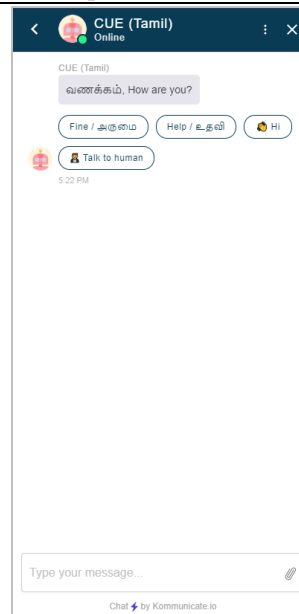 CUE (Tamil)
Online
CUE (Tamil)
வணக்கம், How are you?
Fine / அருமை
Help / உதவி
Hi
Talk to human
5:22 PM
Type your message...
Chat by Kommunicate.io